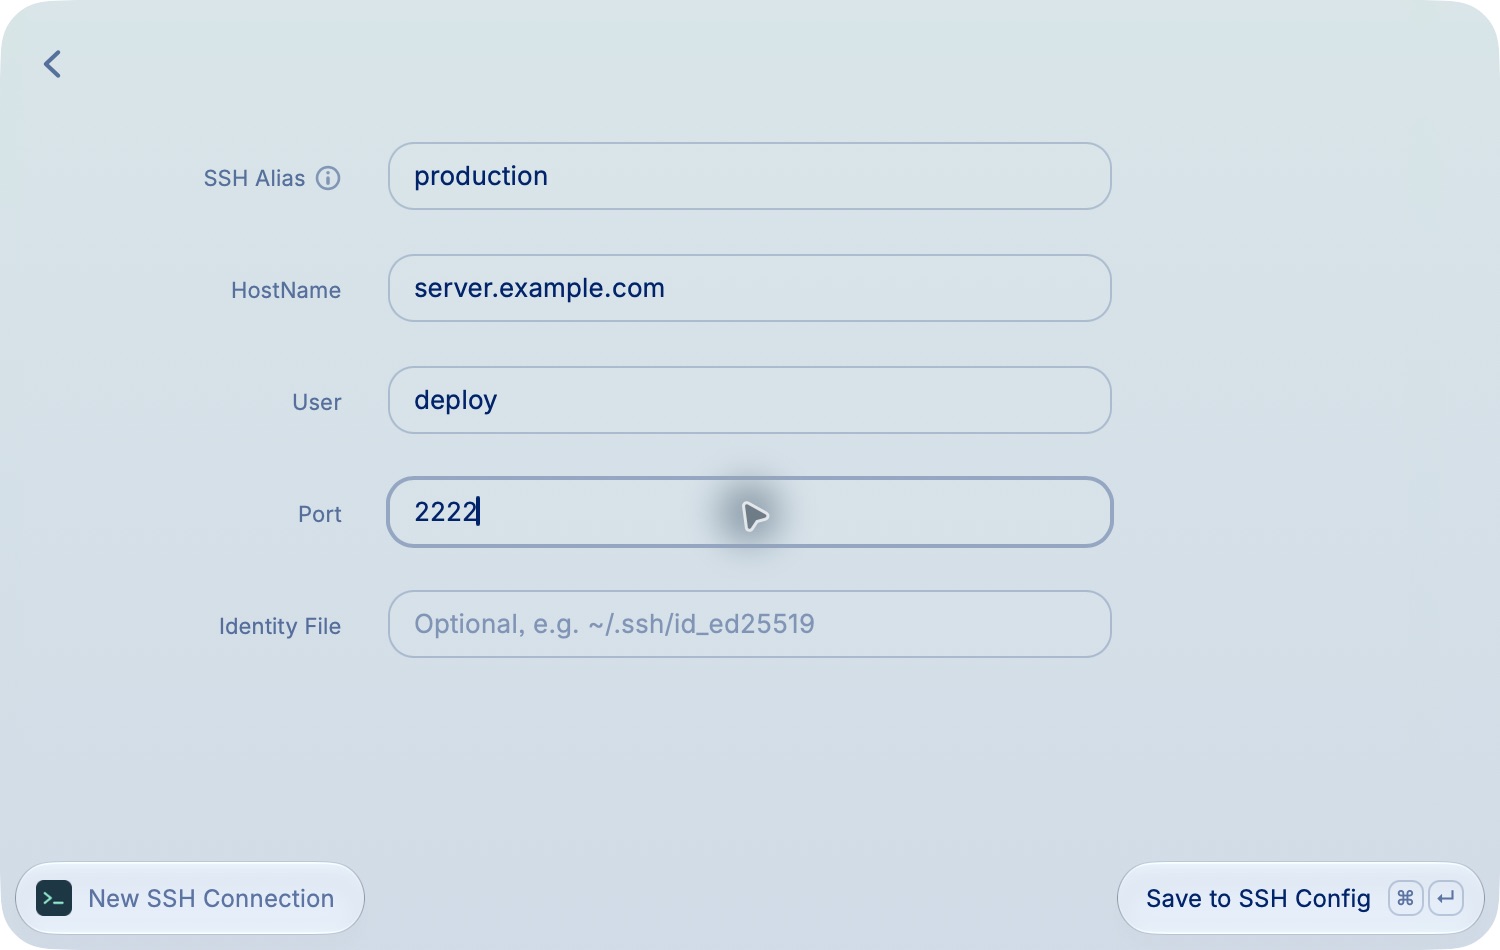 SSH Alias production
HostName server.example.com
User deploy
Port 2222
Identity File Optional, e.g. ~/.ssh/id_ed25519
New SSH Connection
Save to SSH Config ⌘ ↵